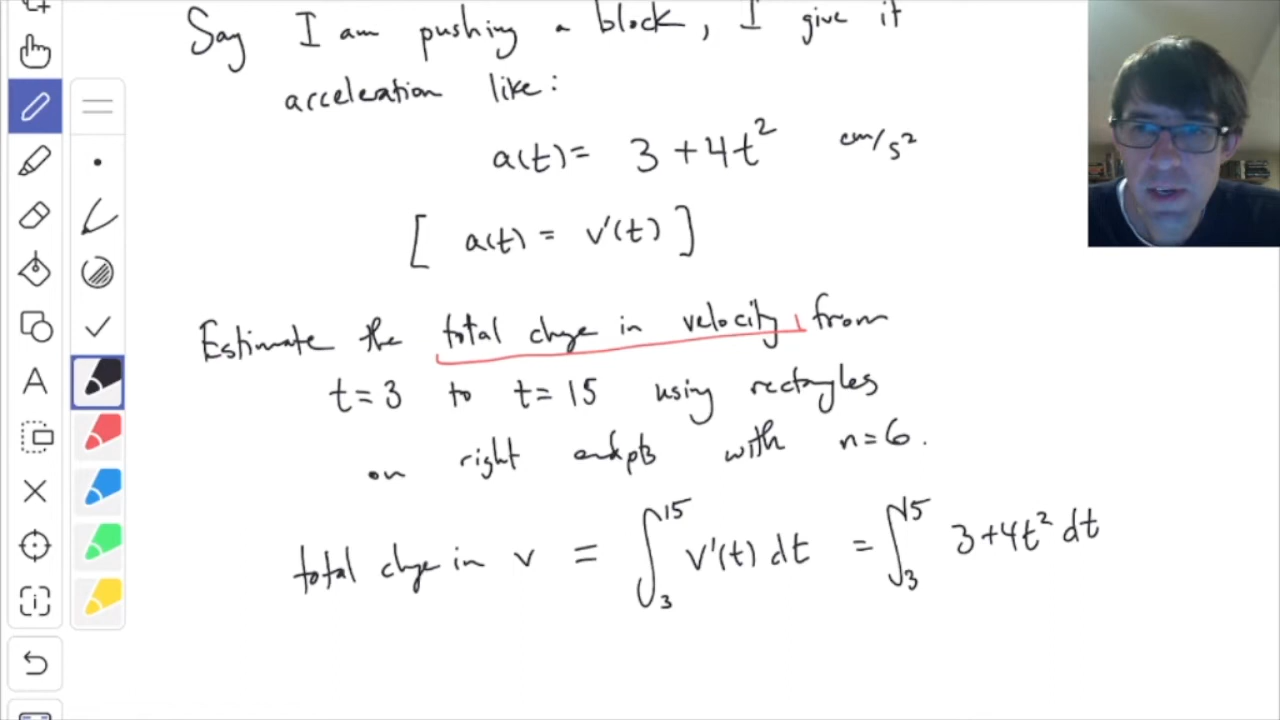 Say I am pushing a block, I give it
acceleration like:
a(t) = 3 + 4t² cm/s²
[ a(t) = v'(t) ]
Estimate the total chge in velocity from
t = 3 to t = 15 using rectangles
on right endpts with n = 6.
total chge in v = ∫₃¹⁵ v'(t) dt = ∫₃¹⁵ 3+4t² dt